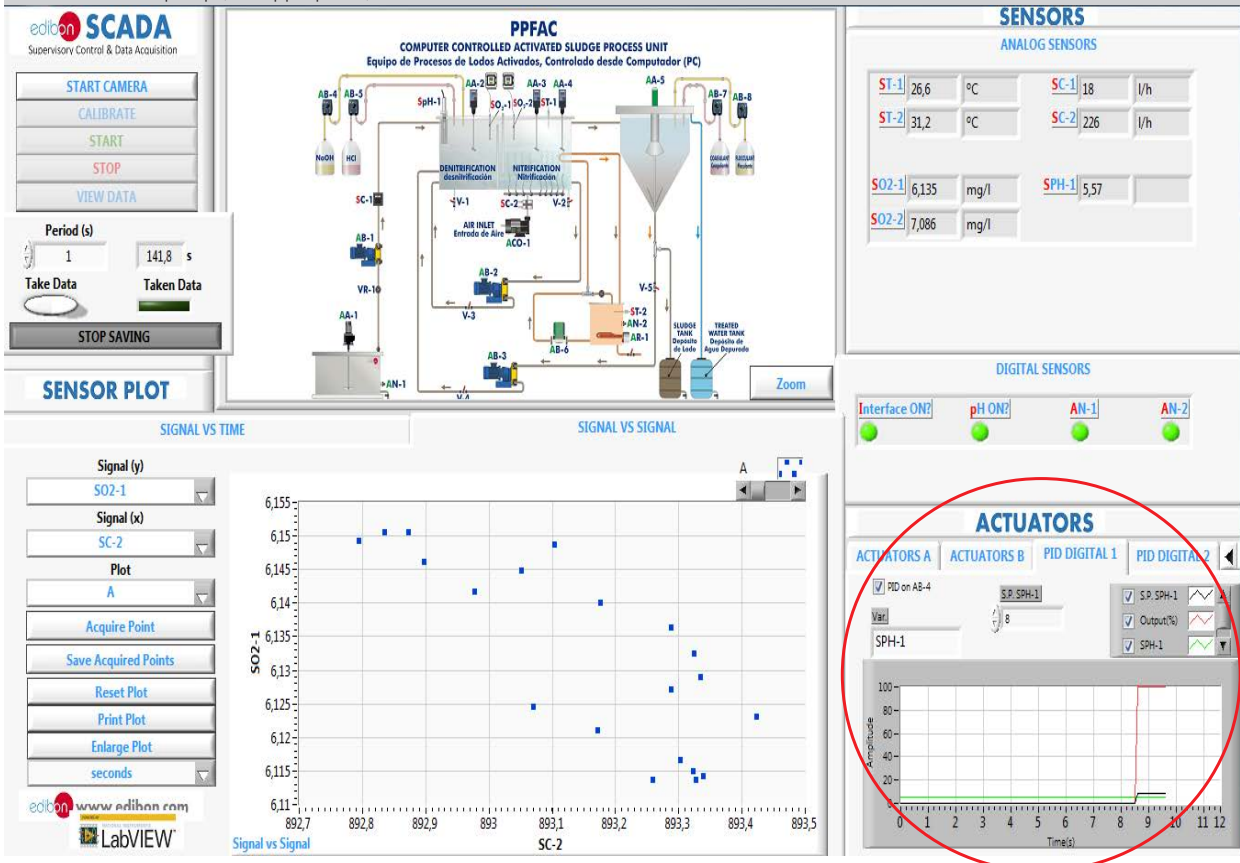 edibon SCADA
Supervisory Control & Data Acquisition
START CAMERA
CALIBRATE
START
STOP
VIEW DATA
Period (s)
1
141,8 s
Take Data
Taken Data
STOP SAVING
PPFAC
COMPUTER CONTROLLED ACTIVATED SLUDGE PROCESS UNIT
Equipo de Procesos de Lodos Activados, Controlado desde Computador (PC)
AB-4
AB-5
SpH-1
AA-2
SO2-1
SO2-2
AA-3
ST-1
AA-4
AA-5
AB-7
AB-8
NaOH
HCl
COAGULANT
Coagulante
FLOCULANT
Floculante
DENITRIFICATION
desnitrificación
NITRIFICATION
Nitrificación
SC-1
V-1
SC-2
V-2
AIR INLET
Entrada de Aire
ACO-1
AB-1
AB-2
VR-1
V-3
V-5
AA-1
ST-2
AN-2
AR-1
AB-6
AB-3
AN-1
V-4
SLUDGE TANK
Depósito de Lodo
TREATED WATER TANK
Depósito de Agua Depurada
Zoom
SENSORS
ANALOG SENSORS
ST-1 26,6 ºC
SC-1 18 l/h
ST-2 31,2 ºC
SC-2 226 l/h
SO2-1 6,135 mg/l
SPH-1 5,57
SO2-2 7,086 mg/l
DIGITAL SENSORS
Interface ON?
pH ON?
AN-1
AN-2
SENSOR PLOT
SIGNAL VS TIME
SIGNAL VS SIGNAL
Signal (y)
SO2-1
Signal (x)
SC-2
Plot
A
Acquire Point
Save Acquired Points
Reset Plot
Print Plot
Enlarge Plot
seconds
edibon www.edibon.com
LabVIEW
A
6,155
6,15
6,145
6,14
6,135
6,13
6,125
6,12
6,115
6,11
SO2-1
892,7 892,8 892,9 893 893,1 893,2 893,3 893,4 893,5
Signal vs Signal
SC-2
ACTUATORS
ACTUATORS A
ACTUATORS B
PID DIGITAL 1
PID DIGITAL 2
PID on AB-4
S.P. SPH-1
8
Var.
SPH-1
S.P. SPH-1
Output(%)
SPH-1
100
80
60
40
20
0
Amplitude
0 1 2 3 4 5 6 7 8 9 10 11 12
Time(s)